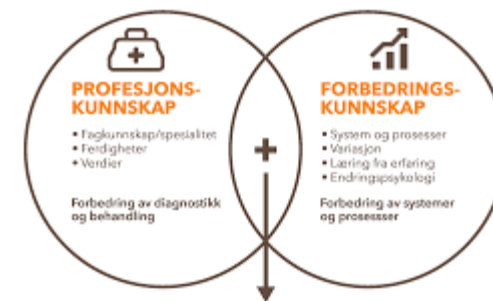 PROFESJONS-
KUNNSKAP
• Fagkunnskap/spesialitet
• Ferdigheter
• Verdier
Forbedring av diagnostikk
og behandling
+
FORBEDRINGS-
KUNNSKAP
• System og prosesser
• Variasjon
• Læring fra erfaring
• Endringspsykologi
Forbedring av systemer
og prosessser